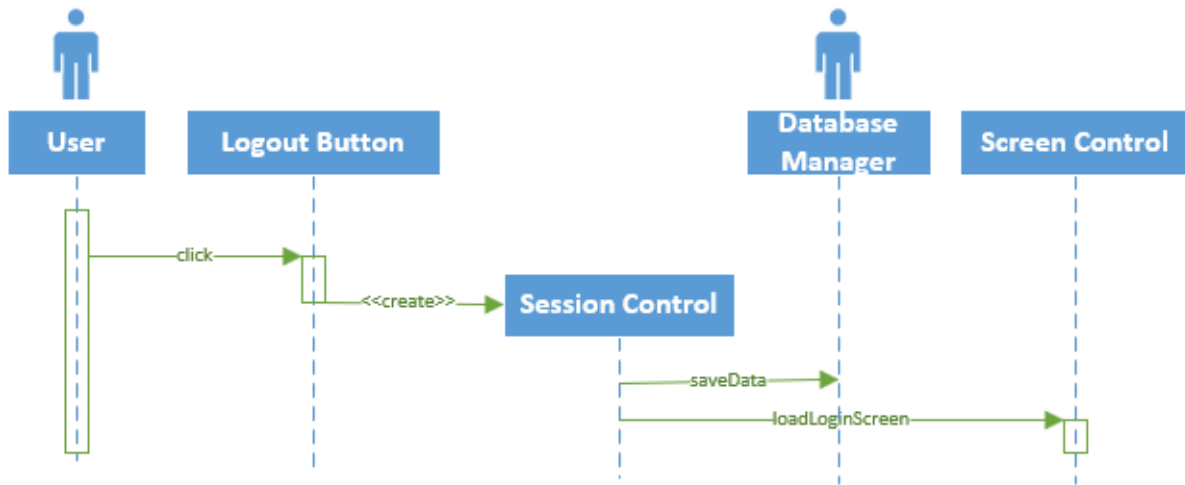 User
Logout Button
Database
Manager
Screen Control
click
<<create>>
Session Control
saveData
loadLoginScreen